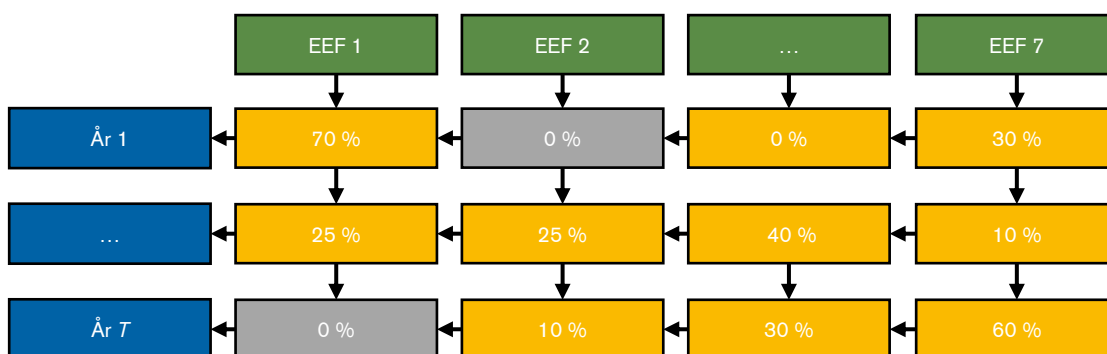 EEF 1 EEF 2 … EEF 7
År 1 70 % 0 % 0 % 30 %
… 25 % 25 % 40 % 10 %
År T 0 % 10 % 30 % 60 %